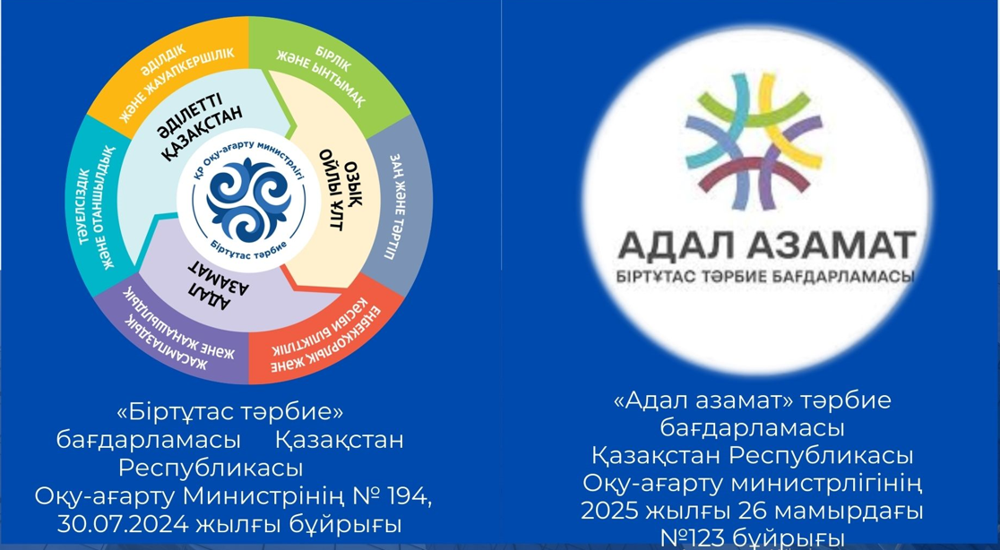 ӘДІЛДІК
ЖӘНЕ ЖАУАПКЕРШІЛІК
БІРЛІК
ЖӘНЕ ЫНТЫМАҚ
ЗАҢ ЖӘНЕ ТӘРТІП
ЕҢБЕКҚОРЛЫҚ ЖӘНЕ
КӘСІБИ БІЛІКТІЛІК
ЖАСАМПАЗДЫҚ
ЖӘНЕ ЖАҢАШЫЛДЫҚ
ТӘУЕЛСІЗДІК
ЖӘНЕ ОТАНШЫЛДЫҚ
ӘДІЛЕТТІ
ҚАЗАҚСТАН
ОЗЫҚ
ОЙЛЫ ҰЛТ
АДАЛ
АЗАМАТ
ҚР Оқу-ағарту министрлігі
Біртұтас тәрбие
«Біртұтас тәрбие»
бағдарламасы Қазақстан
Республикасы
Оқу-ағарту Министрінің № 194,
30.07.2024 жылғы бұйрығы
АДАЛ АЗАМАТ
БІРТҰТАС ТӘРБИЕ БАҒДАРЛАМАСЫ
«Адал азамат» тәрбие
бағдарламасы
Қазақстан Республикасы
Оқу-ағарту министрлігінің
2025 жылғы 26 мамырдағы
№123 бұйрығы